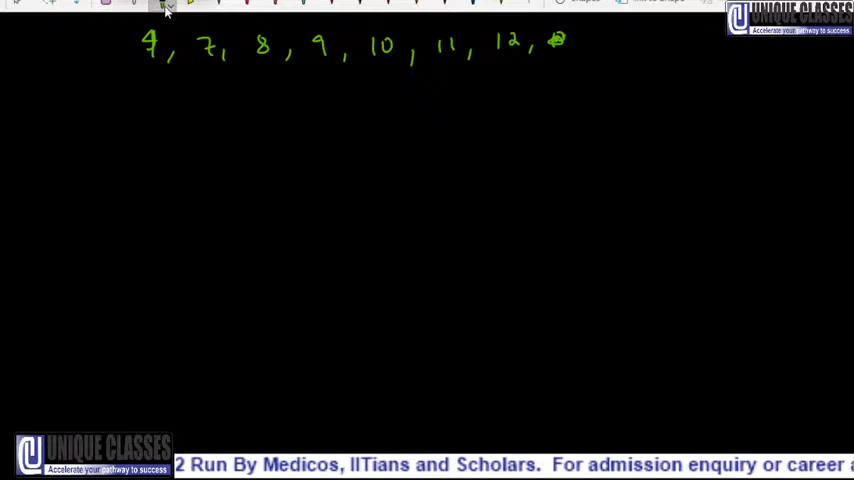 UNIQUE CLASSES
Accelerate your pathway to success
4, 7, 8, 9, 10, 11, 12,
UNIQUE CLASSES
Accelerate your pathway to success
2 Run By Medicos, IITians and Scholars. For admission enquiry or career a